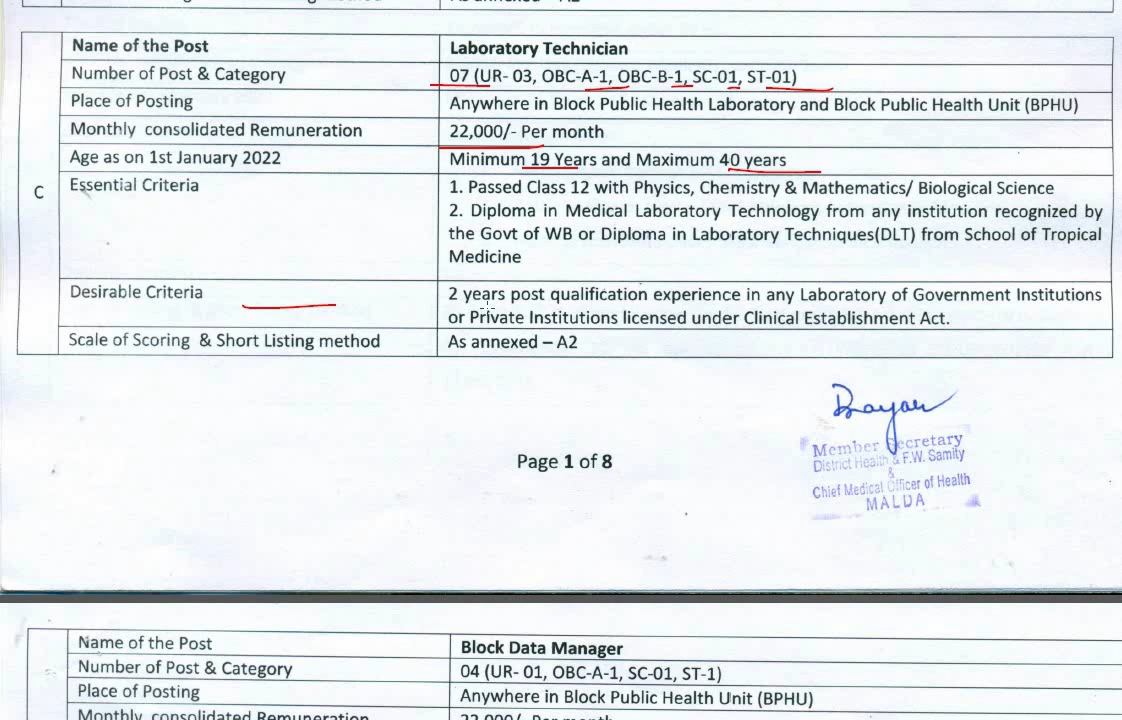 Name of the Post Laboratory Technician
Number of Post & Category 07 (UR- 03, OBC-A-1, OBC-B-1, SC-01, ST-01)
Place of Posting Anywhere in Block Public Health Laboratory and Block Public Health Unit (BPHU)
Monthly consolidated Remuneration 22,000/- Per month
Age as on 1st January 2022 Minimum 19 Years and Maximum 40 years
C
Essential Criteria 1. Passed Class 12 with Physics, Chemistry & Mathematics/ Biological Science
2. Diploma in Medical Laboratory Technology from any institution recognized by
the Govt of WB or Diploma in Laboratory Techniques(DLT) from School of Tropical
Medicine
Desirable Criteria 2 years post qualification experience in any Laboratory of Government Institutions
or Private Institutions licensed under Clinical Establishment Act.
Scale of Scoring & Short Listing method As annexed – A2
Member Secretary
District Health & F.W. Samity
&
Chief Medical Officer of Health
MALDA
Page 1 of 8
Name of the Post Block Data Manager
Number of Post & Category 04 (UR- 01, OBC-A-1, SC-01, ST-1)
Place of Posting Anywhere in Block Public Health Unit (BPHU)
Monthly consolidated Remuneration 22,000/- Per month